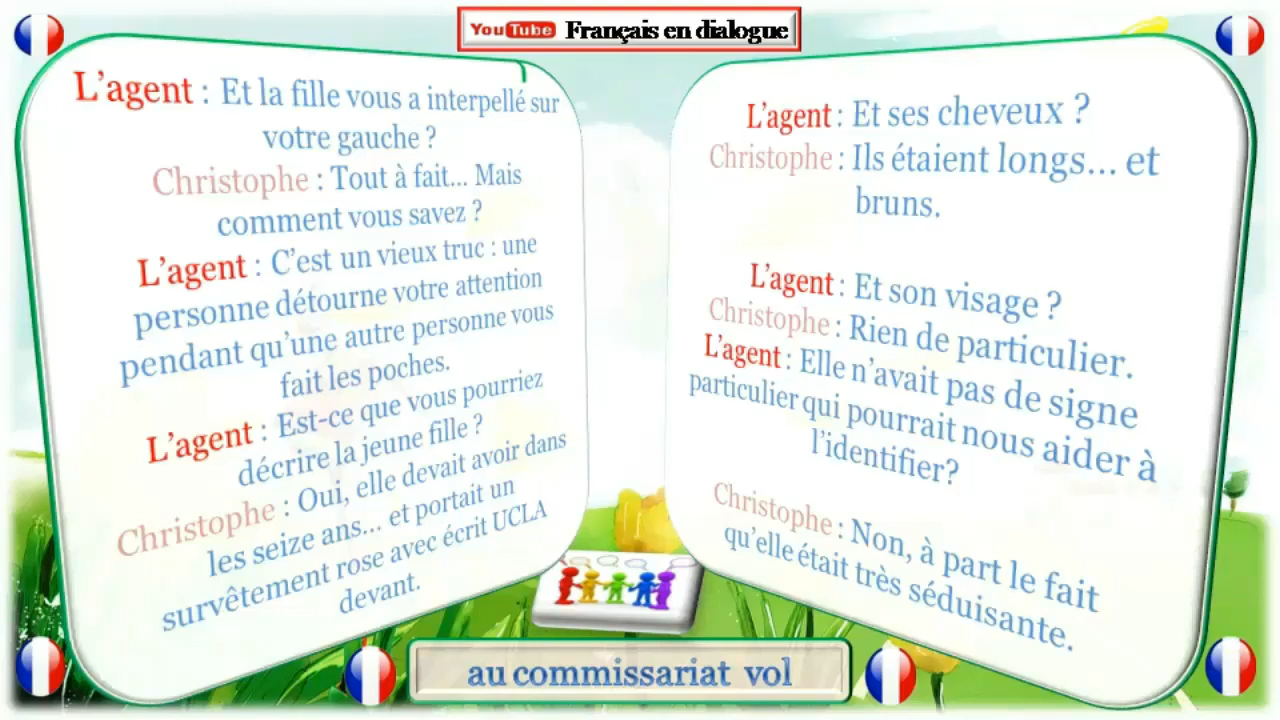 YouTube Français en dialogue
L'agent : Et la fille vous a interpellé sur
votre gauche ?
Christophe : Tout à fait... Mais
comment vous savez ?
L'agent : C'est un vieux truc : une
personne détourne votre attention
pendant qu'une autre personne vous
fait les poches.
L'agent : Est-ce que vous pourriez
décrire la jeune fille ?
Christophe : Oui, elle devait avoir dans
les seize ans... et portait un
survêtement rose avec écrit UCLA
devant.
L'agent : Et ses cheveux ?
Christophe : Ils étaient longs... et
bruns.
L'agent : Et son visage ?
Christophe : Rien de particulier.
L'agent : Elle n'avait pas de signe
particulier qui pourrait nous aider à
l'identifier?
Christophe : Non, à part le fait
qu'elle était très séduisante.
au commissariat vol